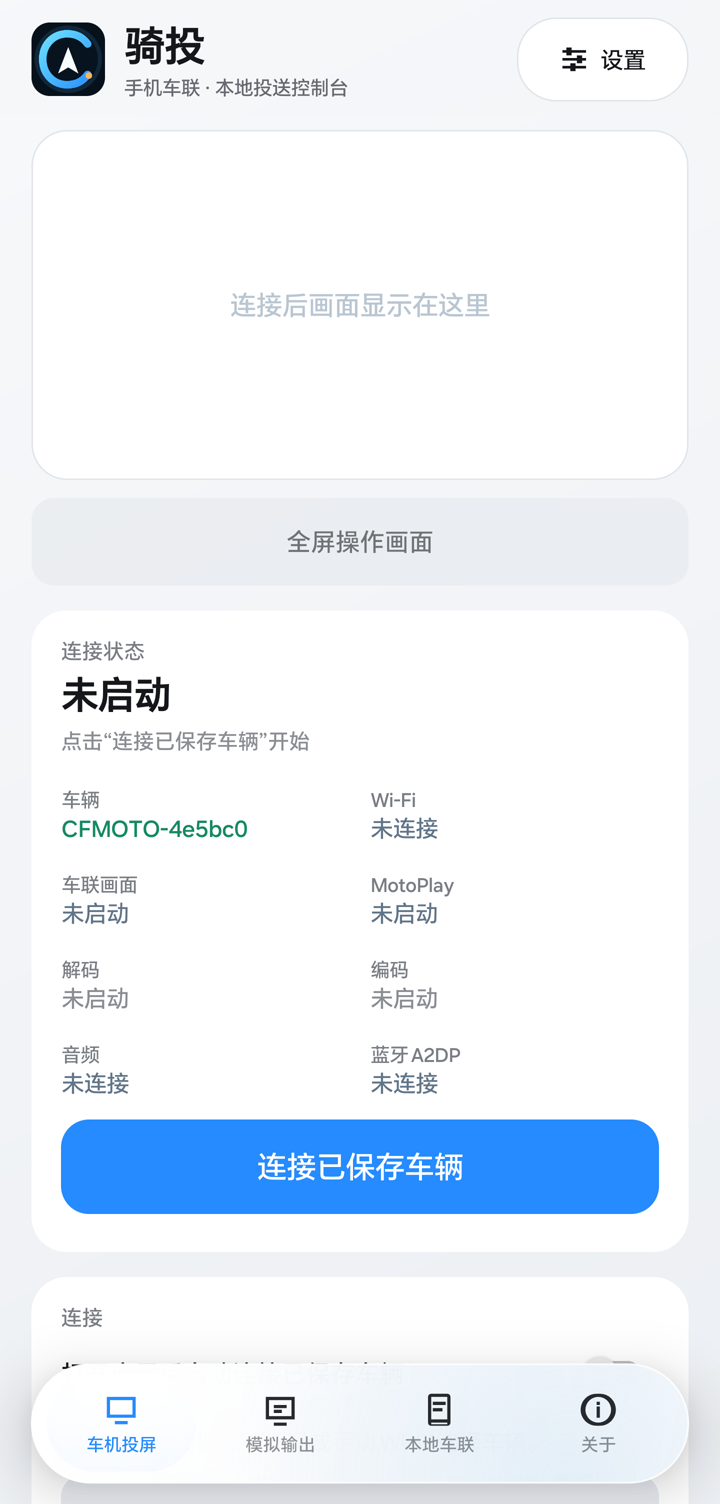 骑投
手机车联 · 本地投送控制台
设置
连接后画面显示在这里
全屏操作画面
连接状态
未启动
点击“连接已保存车辆”开始
车辆
CFMOTO-4e5bc0
Wi-Fi
未连接
车联画面
未启动
MotoPlay
未启动
解码
未启动
编码
未启动
音频
未连接
蓝牙 A2DP
未连接
连接已保存车辆
连接
车机投屏
模拟输出
本地车联
关于